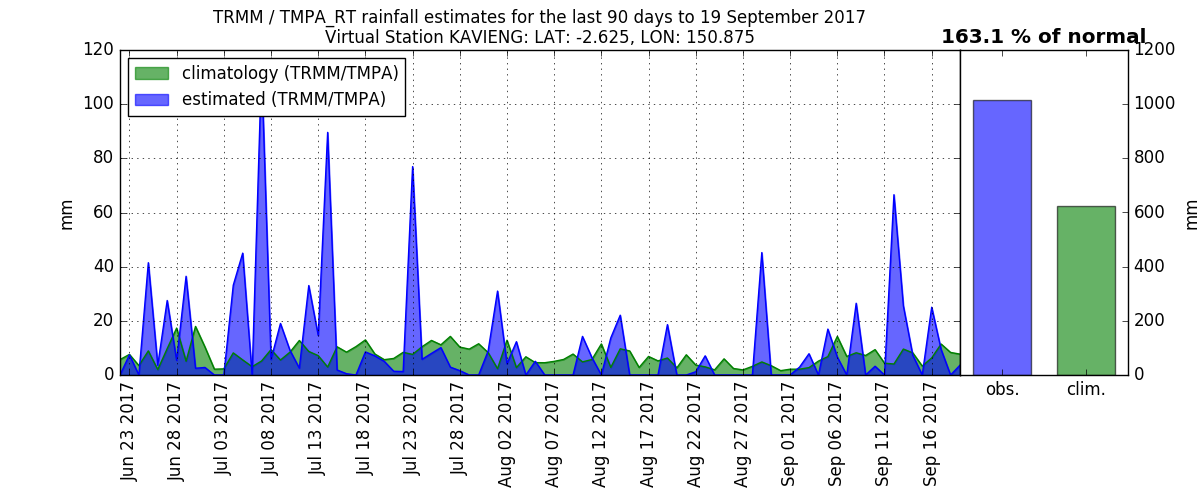 TRMM / TMPA_RT rainfall estimates for the last 90 days to 19 September 2017
Virtual Station KAVIENG: LAT: -2.625, LON: 150.875
163.1 % of normal
climatology (TRMM/TMPA)
estimated (TRMM/TMPA)
mm
120
100
80
60
40
20
0
Jun 23 2017
Jun 28 2017
Jul 03 2017
Jul 08 2017
Jul 13 2017
Jul 18 2017
Jul 23 2017
Jul 28 2017
Aug 02 2017
Aug 07 2017
Aug 12 2017
Aug 17 2017
Aug 22 2017
Aug 27 2017
Sep 01 2017
Sep 06 2017
Sep 11 2017
Sep 16 2017
1200
1000
800
600
400
200
0
mm
obs.
clim.